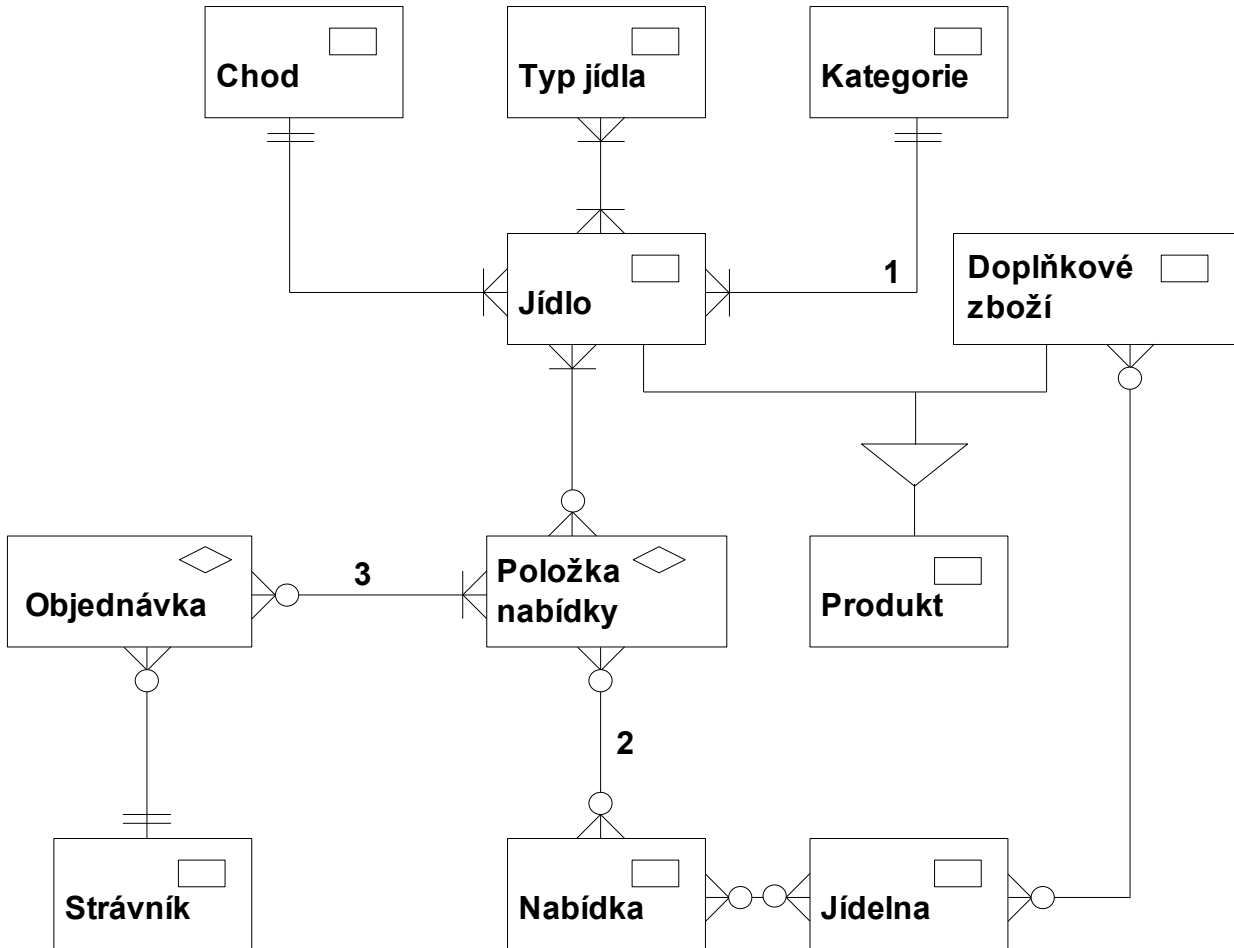 Chod
Typ jídla
Kategorie
1
Doplňkové
zboží
Jídlo
3
Položka
nabídky
Objednávka
Produkt
2
Strávník
Nabídka
Jídelna